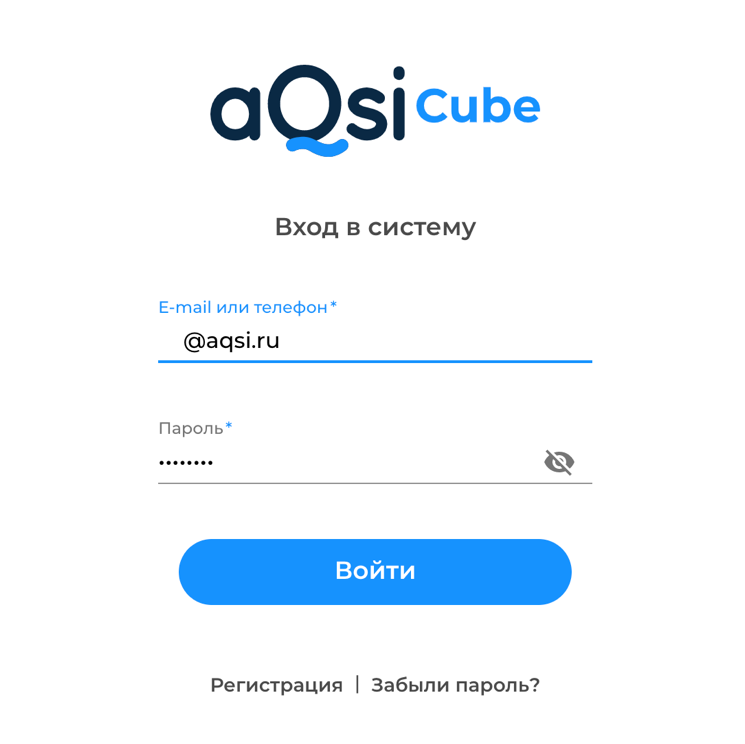 aQsi Cube
Вход в систему
E-mail или телефон*
@aqsi.ru
Пароль*
••••••••
Войти
Регистрация | Забыли пароль?